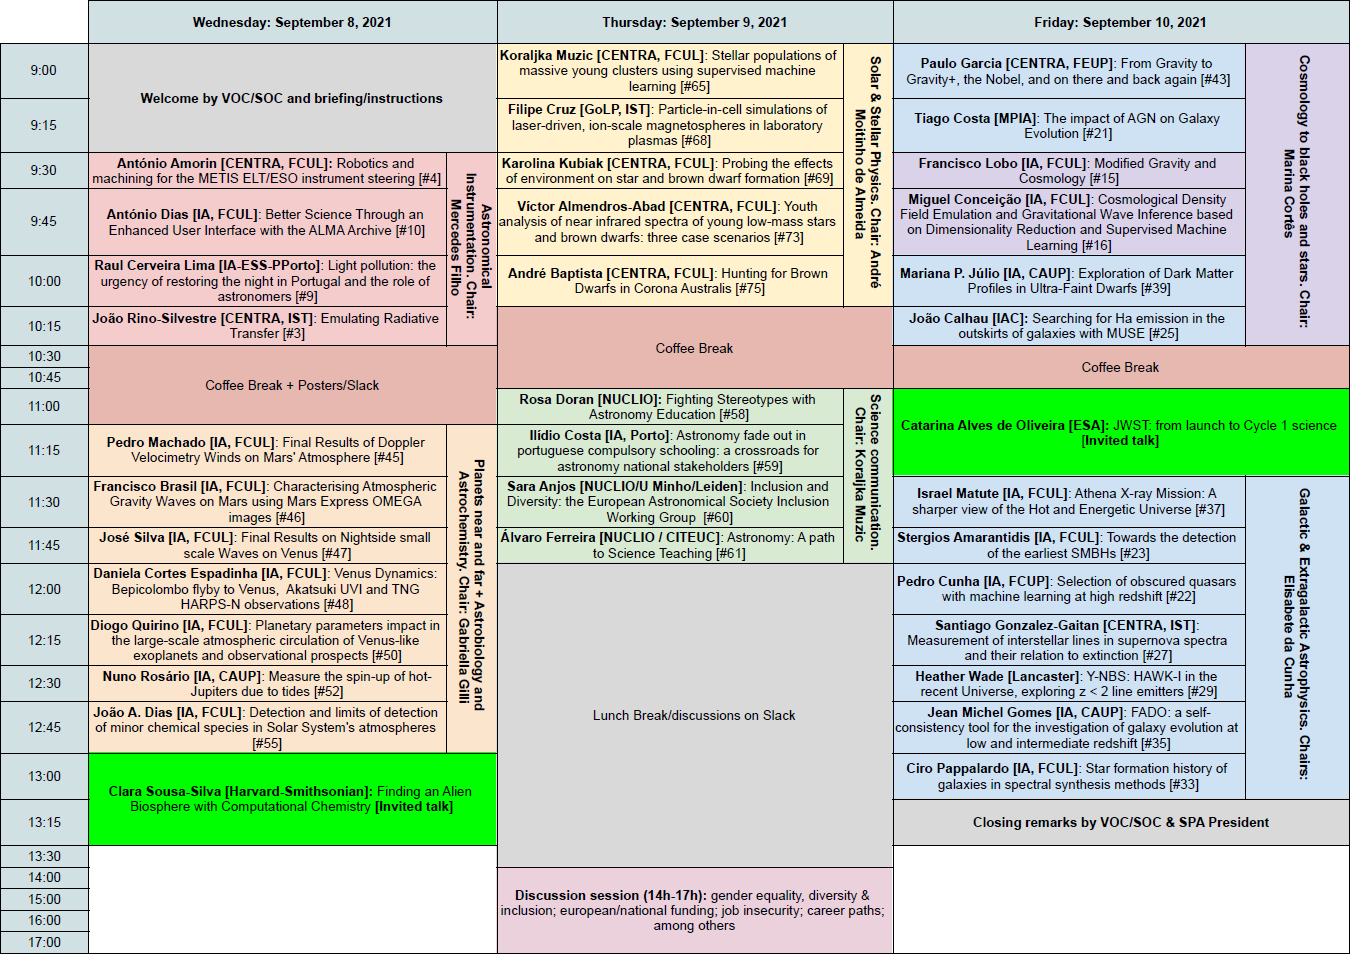 Wednesday: September 8, 2021
Thursday: September 9, 2021
Friday: September 10, 2021
9:00
9:15
9:30
9:45
10:00
10:15
10:30
10:45
11:00
11:15
11:30
11:45
12:00
12:15
12:30
12:45
13:00
13:15
13:30
14:00
15:00
16:00
17:00
Welcome by VOC/SOC and briefing/instructions
António Amorin [CENTRA, FCUL]: Robotics and
machining for the METIS ELT/ESO instrument steering [#4]
António Dias [IA, FCUL]: Better Science Through an
Enhanced User Interface with the ALMA Archive [#10]
Raul Cerveira Lima [IA-ESS-PPorto]: Light pollution: the
urgency of restoring the night in Portugal and the role of
astronomers [#9]
João Rino-Silvestre [CENTRA, IST]: Emulating Radiative
Transfer [#3]
Astronomical
Instrumentation. Chair:
Mercedes Filho
Coffee Break + Posters/Slack
Pedro Machado [IA, FCUL]: Final Results of Doppler
Velocimetry Winds on Mars' Atmosphere [#45]
Francisco Brasil [IA, FCUL]: Characterising Atmospheric
Gravity Waves on Mars using Mars Express OMEGA
images [#46]
José Silva [IA, FCUL]: Final Results on Nightside small
scale Waves on Venus [#47]
Daniela Cortes Espadinha [IA, FCUL]: Venus Dynamics:
Bepicolombo flyby to Venus, Akatsuki UVI and TNG
HARPS-N observations [#48]
Diogo Quirino [IA, FCUL]: Planetary parameters impact in
the large-scale atmospheric circulation of Venus-like
exoplanets and observational prospects [#50]
Nuno Rosário [IA, CAUP]: Measure the spin-up of hot-
Jupiters due to tides [#52]
João A. Dias [IA, FCUL]: Detection and limits of detection
of minor chemical species in Solar System's atmospheres
[#55]
Planets near and far + Astrobiology and
Astrochemistry. Chair: Gabriella Gilli
Clara Sousa-Silva [Harvard-Smithsonian]: Finding an Alien
Biosphere with Computational Chemistry [Invited talk]
Koraljka Muzic [CENTRA, FCUL]: Stellar populations of
massive young clusters using supervised machine
learning [#65]
Filipe Cruz [GoLP, IST]: Particle-in-cell simulations of
laser-driven, ion-scale magnetospheres in laboratory
plasmas [#68]
Karolina Kubiak [CENTRA, FCUL]: Probing the effects
of environment on star and brown dwarf formation [#69]
Víctor Almendros-Abad [CENTRA, FCUL]: Youth
analysis of near infrared spectra of young low-mass stars
and brown dwarfs: three case scenarios [#73]
André Baptista [CENTRA, FCUL]: Hunting for Brown
Dwarfs in Corona Australis [#75]
Solar & Stellar Physics. Chair: André
Moitinho de Almeida
Coffee Break
Rosa Doran [NUCLIO]: Fighting Stereotypes with
Astronomy Education [#58]
Ilídio Costa [IA, Porto]: Astronomy fade out in
portuguese compulsory schooling: a crossroads for
astronomy national stakeholders [#59]
Sara Anjos [NUCLIO/U Minho/Leiden]: Inclusion and
Diversity: the European Astronomical Society Inclusion
Working Group [#60]
Álvaro Ferreira [NUCLIO / CITEUC]: Astronomy: A path
to Science Teaching [#61]
Science communication.
Chair: Koraljka Muzic
Lunch Break/discussions on Slack
Discussion session (14h-17h): gender equality, diversity &
inclusion; european/national funding; job insecurity; career paths;
among others
Paulo Garcia [CENTRA, FEUP]: From Gravity to
Gravity+, the Nobel, and on there and back again [#43]
Tiago Costa [MPIA]: The impact of AGN on Galaxy
Evolution [#21]
Francisco Lobo [IA, FCUL]: Modified Gravity and
Cosmology [#15]
Miguel Conceição [IA, FCUL]: Cosmological Density
Field Emulation and Gravitational Wave Inference based
on Dimensionality Reduction and Supervised Machine
Learning [#16]
Mariana P. Júlio [IA, CAUP]: Exploration of Dark Matter
Profiles in Ultra-Faint Dwarfs [#39]
João Calhau [IAC]: Searching for Ha emission in the
outskirts of galaxies with MUSE [#25]
Cosmology to black holes and stars. Chair:
Marina Cortês
Coffee Break
Catarina Alves de Oliveira [ESA]: JWST: from launch to Cycle 1 science
[Invited talk]
Israel Matute [IA, FCUL]: Athena X-ray Mission: A
sharper view of the Hot and Energetic Universe [#37]
Stergios Amarantidis [IA, FCUL]: Towards the detection
of the earliest SMBHs [#23]
Pedro Cunha [IA, FCUP]: Selection of obscured quasars
with machine learning at high redshift [#22]
Santiago Gonzalez-Gaitan [CENTRA, IST]:
Measurement of interstellar lines in supernova spectra
and their relation to extinction [#27]
Heather Wade [Lancaster]: Y-NBS: HAWK-I in the
recent Universe, exploring z < 2 line emitters [#29]
Jean Michel Gomes [IA, CAUP]: FADO: a self-
consistency tool for the investigation of galaxy evolution at
low and intermediate redshift [#35]
Ciro Pappalardo [IA, FCUL]: Star formation history of
galaxies in spectral synthesis methods [#33]
Galactic & Extragalactic Astrophysics. Chairs:
Elisabete da Cunha
Closing remarks by VOC/SOC & SPA President